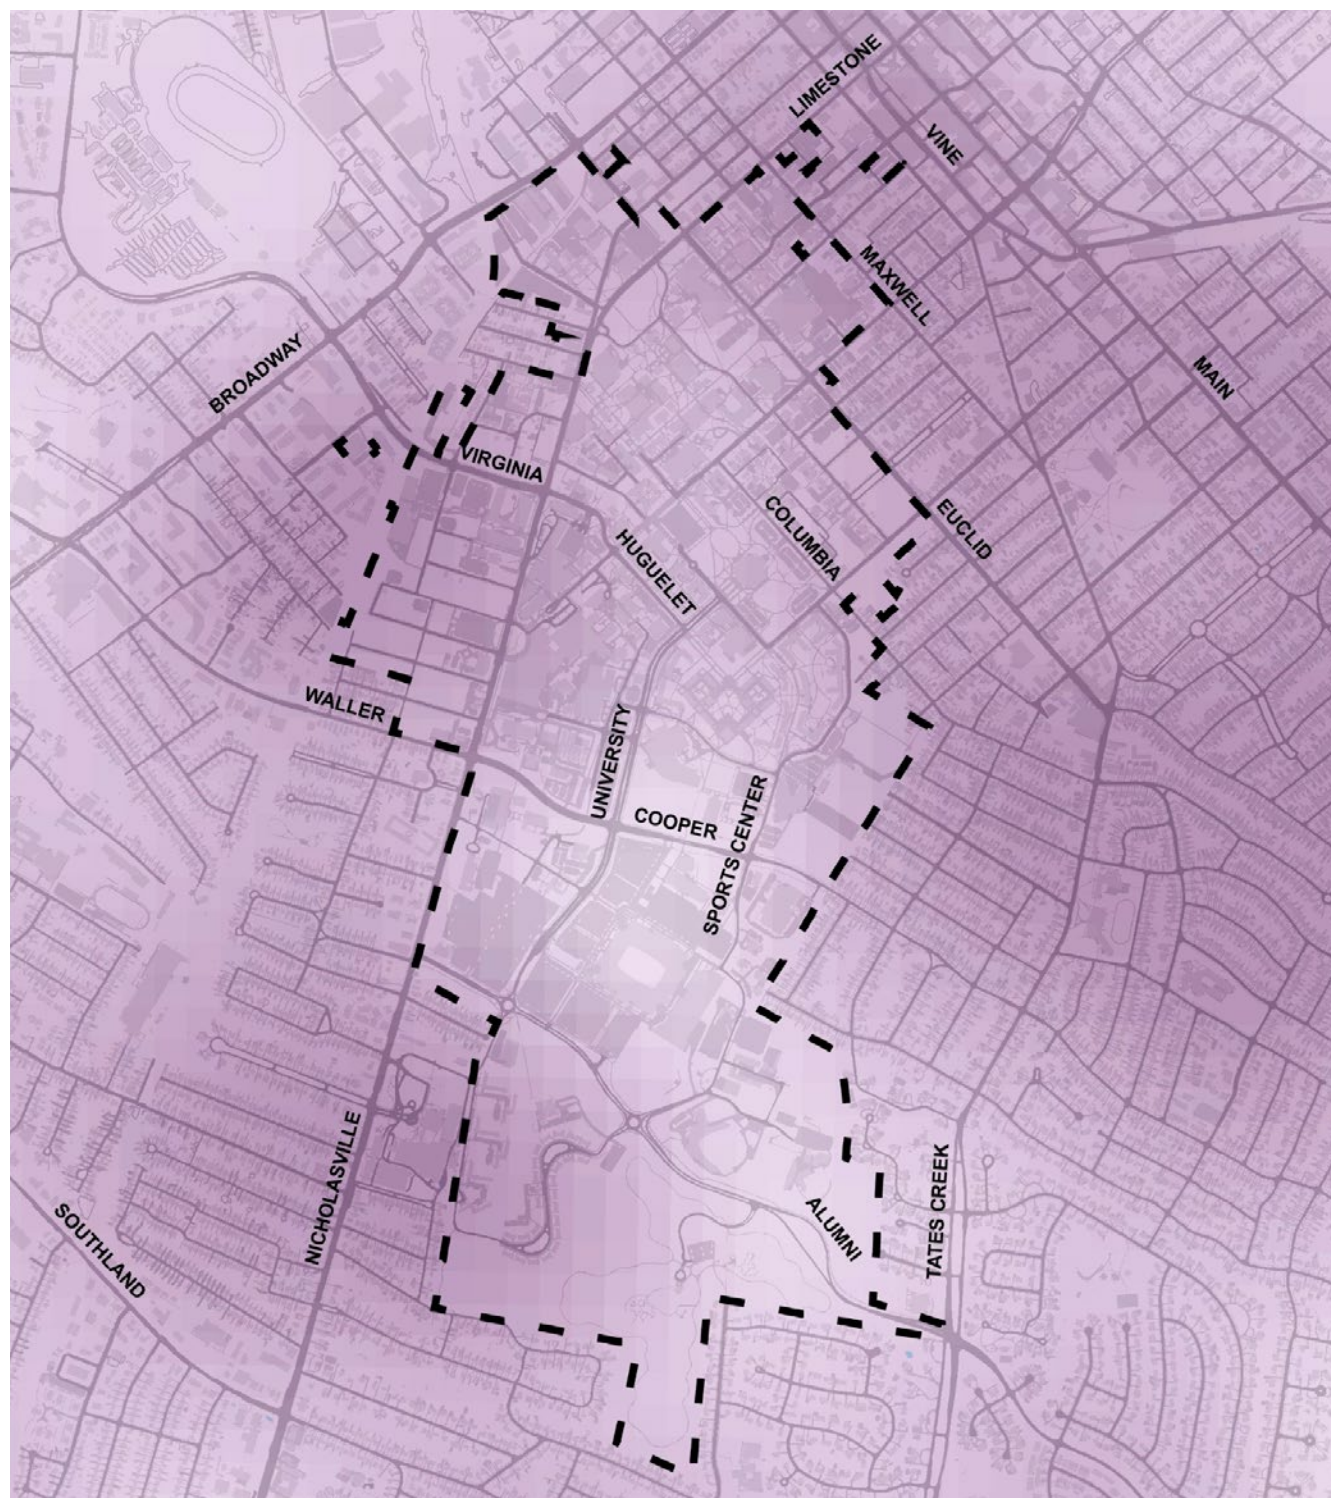 LIMESTONE
VINE
MAXWELL
BROADWAY
MAIN
VIRGINIA
COLUMBIA
EUCLID
HUGUELET
WALLER
UNIVERSITY
COOPER
SPORTS CENTER
NICHOLASVILLE
TATES CREEK
ALUMNI
SOUTHLAND